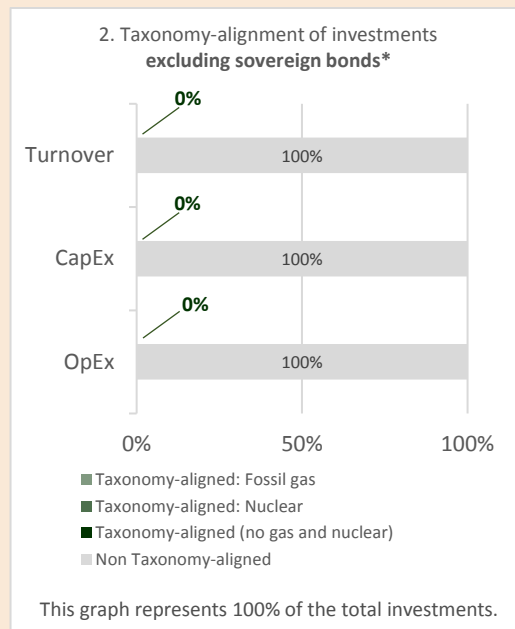 2. Taxonomy-alignment of investments
excluding sovereign bonds*
0%
Turnover
100%
0%
CapEx
100%
0%
OpEx
100%
0% 50% 100%
Taxonomy-aligned: Fossil gas
Taxonomy-aligned: Nuclear
Taxonomy-aligned (no gas and nuclear)
Non Taxonomy-aligned
This graph represents 100% of the total investments.